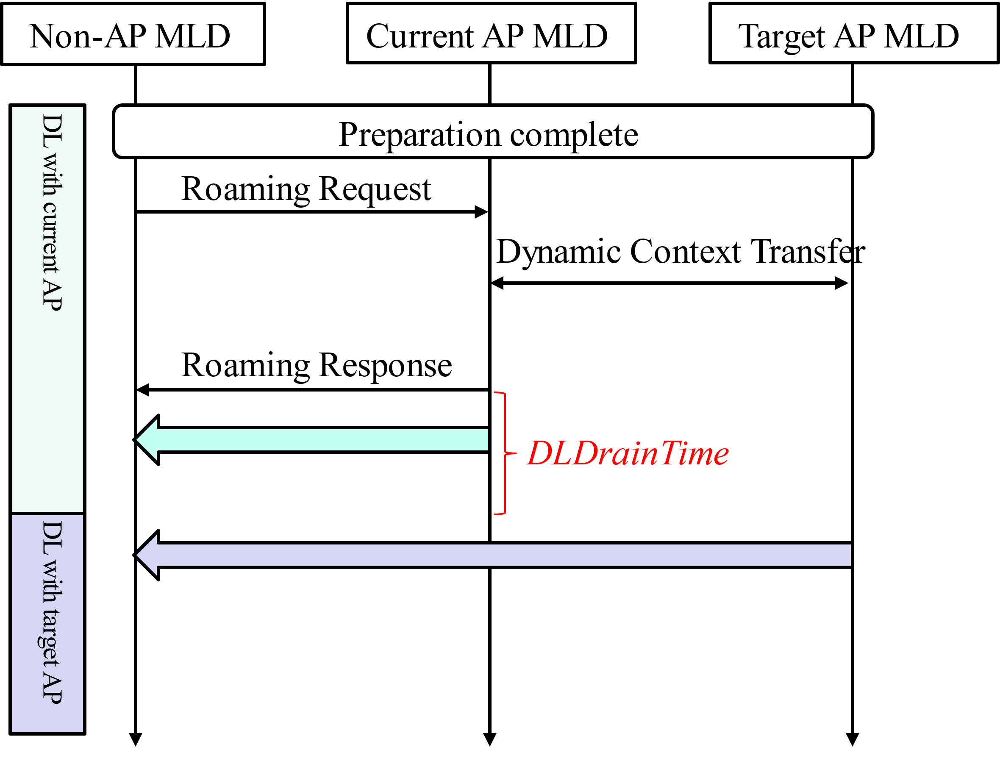 Non-AP MLD
Current AP MLD
Target AP MLD
DL with current AP
Preparation complete
Roaming Request
Dynamic Context Transfer
Roaming Response
DLDrainTime
DL with target AP